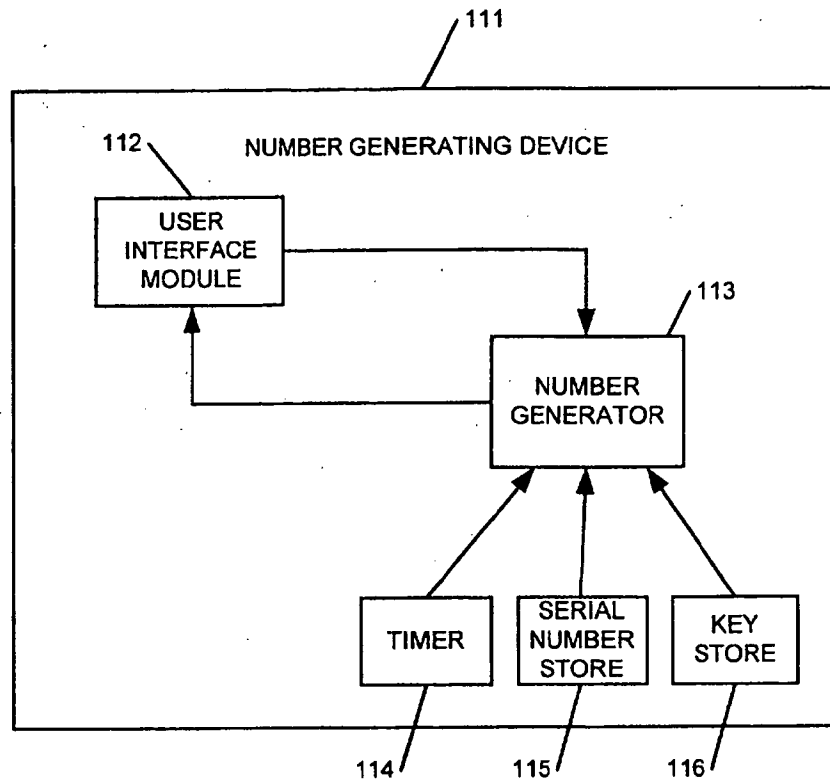 111
NUMBER GENERATING DEVICE
112
USER
INTERFACE
MODULE
113
NUMBER
GENERATOR
TIMER
SERIAL
NUMBER
STORE
KEY
STORE
114
115
116